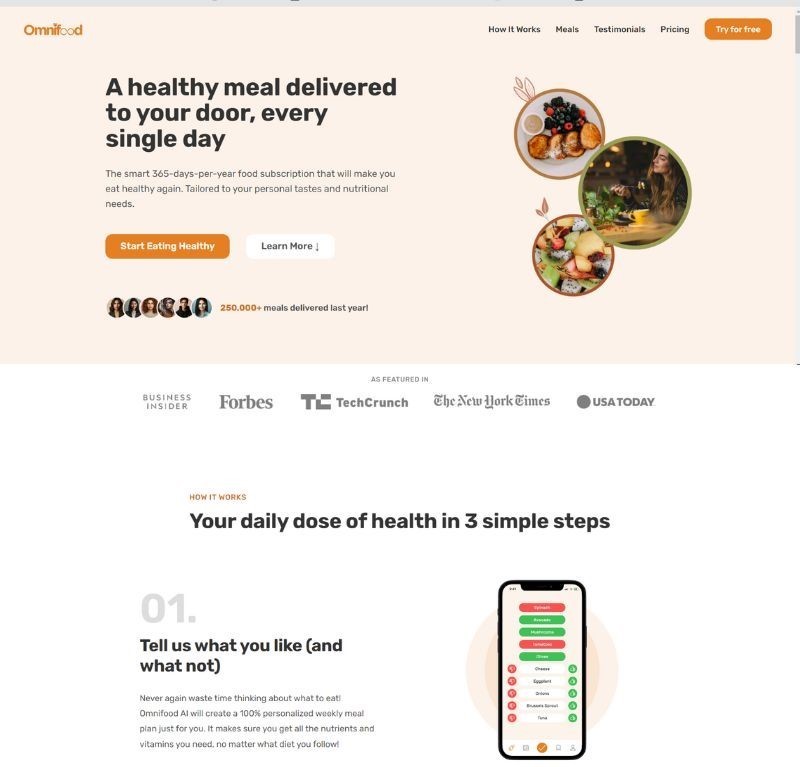 Omnifood
How It Works
Meals
Testimonials
Pricing
Try for free
A healthy meal delivered
to your door, every
single day
The smart 365-days-per-year food subscription that will make you
eat healthy again. Tailored to your personal tastes and nutritional
needs.
Start Eating Healthy
Learn More ↓
250.000+ meals delivered last year!
AS FEATURED IN
BUSINESS
INSIDER
Forbes
TC TechCrunch
The New York Times
USA TODAY
HOW IT WORKS
Your daily dose of health in 3 simple steps
01.
Tell us what you like (and
what not)
Never again waste time thinking about what to eat!
Omnifood AI will create a 100% personalized weekly meal
plan just for you. It makes sure you get all the nutrients and
vitamins you need, no matter what diet you follow!
9:41
Spinach
Avocado
Mushrooms
Tomatoes
Olives
Cheese
Eggplant
Onions
Brussels Sprout
Tuna